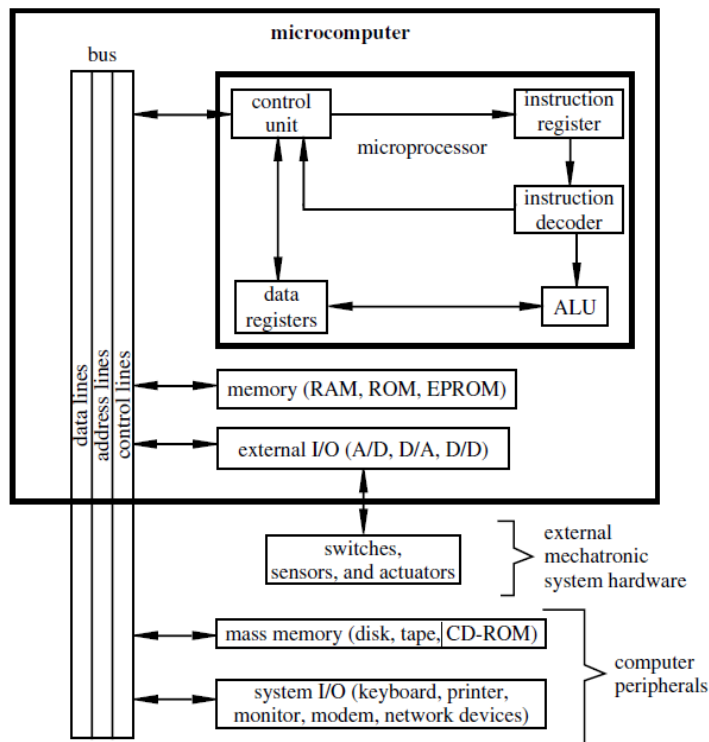 microcomputer
bus
control
unit
instruction
register
microprocessor
instruction
decoder
data
registers
ALU
data lines
address lines
control lines
memory (RAM, ROM, EPROM)
external I/O (A/D, D/A, D/D)
switches,
sensors, and actuators
external
mechatronic
system hardware
mass memory (disk, tape, CD-ROM)
computer
peripherals
system I/O (keyboard, printer,
monitor, modem, network devices)